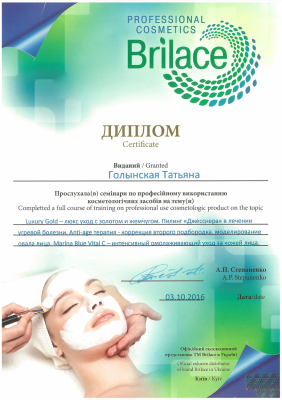 PROFESSIONAL
COSMETICS
Brilace
ДИПЛОМ
Certificate
Виданий / Granted
Голынская Татьяна
Прослухала(в) семінари по професійному використанню
косметологічних засобів на тему(и)
Completted a full course of training on professional use cosmetologic product on the topic
Luxury Gold – люкс уход с золотом и жемчугом. Пилинг «Джесснера» в лечении
угревой болезни. Anti-age терапия - коррекция второго подбородка, моделирование
овала лица. Marina Blue Vital C – интенсивный омолаживающий уход за кожей лица.
А.П. Степаненко
A.P. Stepanenko
03.10.2016
Дата/date
Офіційний ексклюзивний
представник ТМ Brilace в Україні
Official exclusive distributor
of brand Brilace in Ukraine
Київ / Kyiv